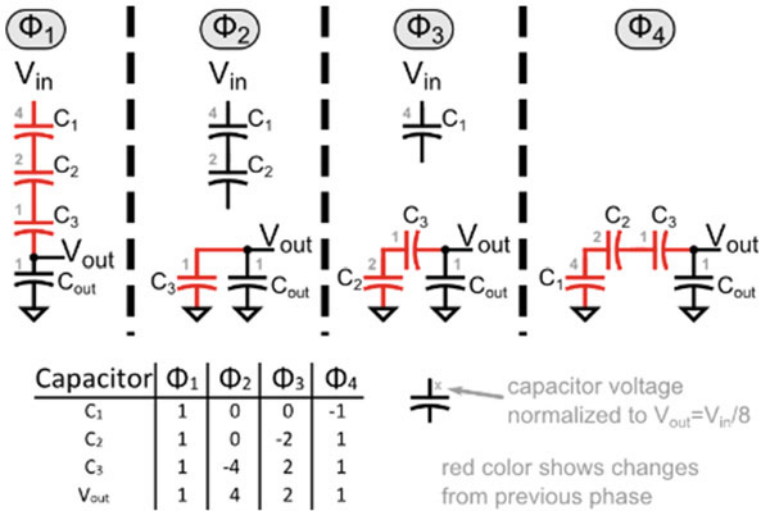 Φ1 Φ2 Φ3 Φ4
Vin Vin Vin
4 C1 4 C1 4 C1
2 C2 2 C2
1 C3 C3 C2 C3
Vout Vout 1 Vout 2 1 Vout
1 Cout C3 1 1 Cout C2 2 1 Cout C1 4 1 Cout
Capacitor Φ1 Φ2 Φ3 Φ4
C1 1 0 0 -1
C2 1 0 -2 1
C3 1 -4 2 1
Vout 1 4 2 1
x capacitor voltage
normalized to Vout=Vin/8
red color shows changes
from previous phase